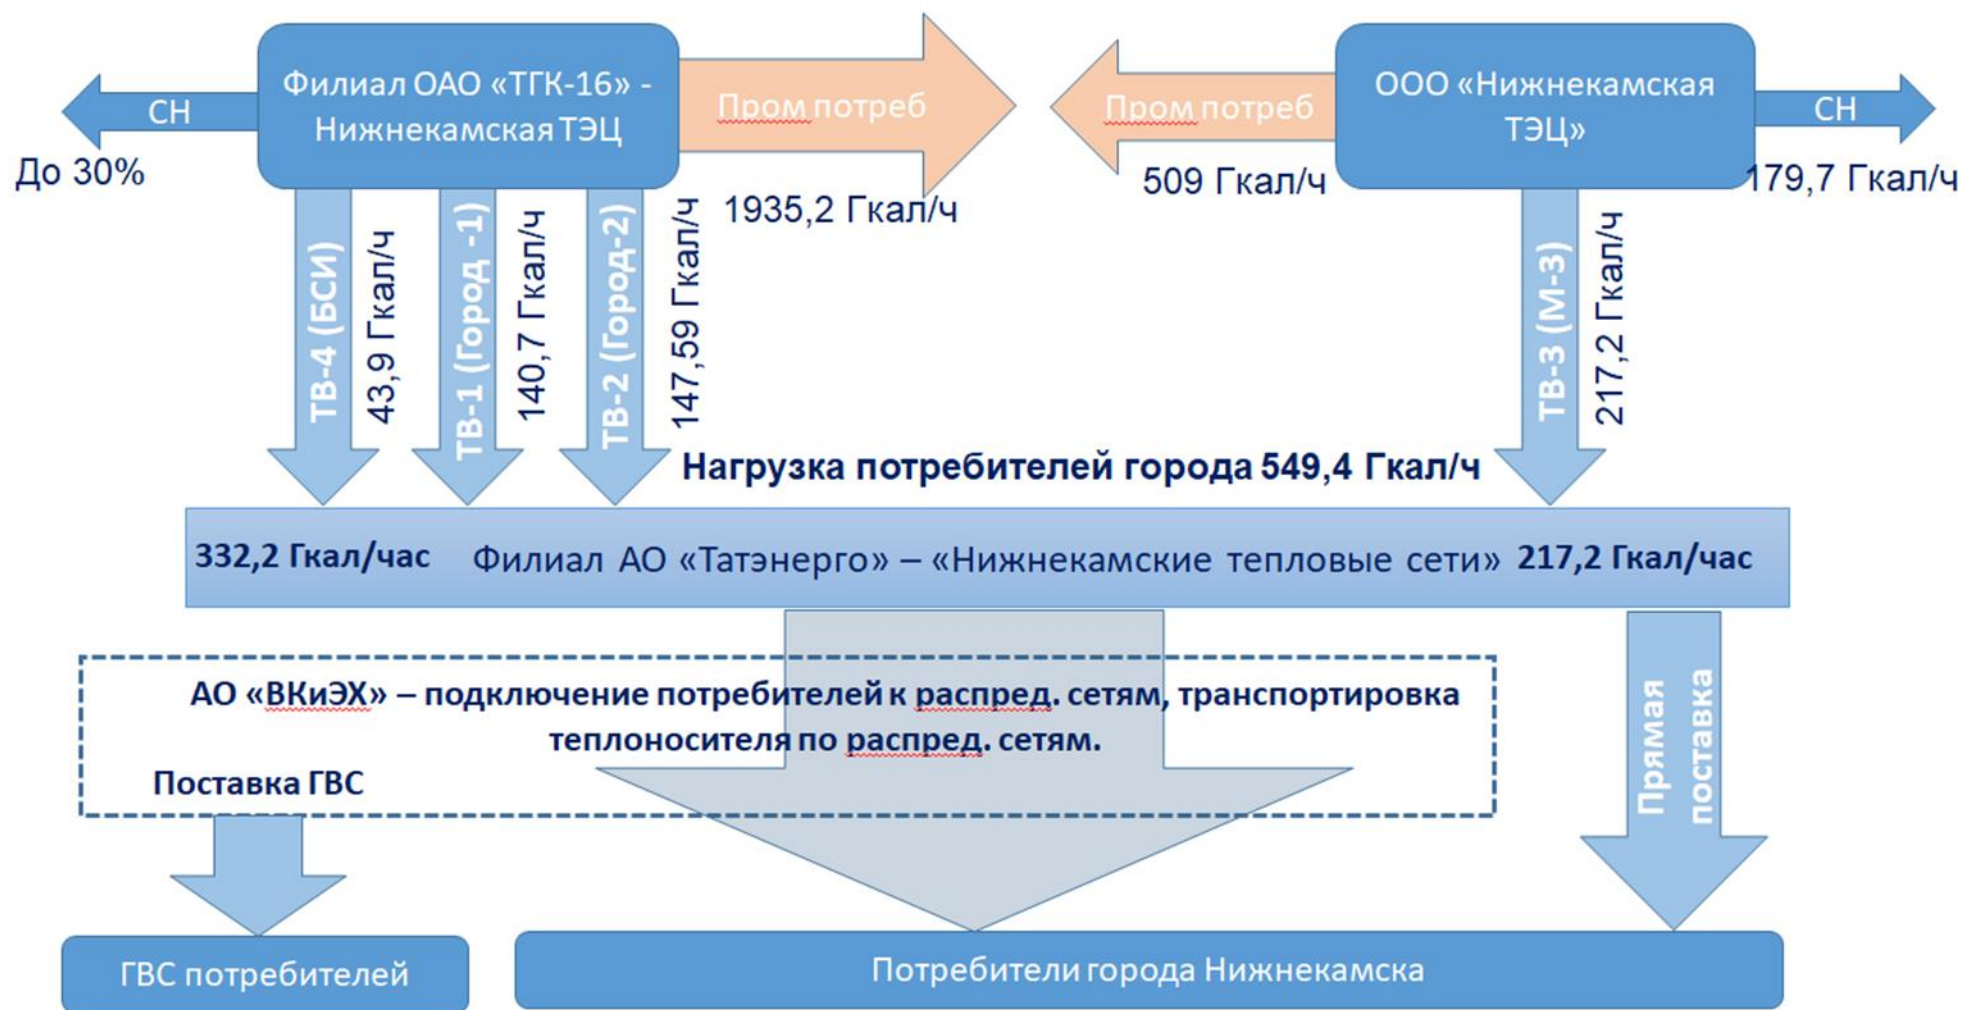 Филиал ОАО «ТГК-16» -
Нижнекамская ТЭЦ
СН
До 30%
Пром потреб
1935,2 Гкал/ч
Пром потреб
509 Гкал/ч
ООО «Нижнекамская
ТЭЦ»
СН
179,7 Гкал/ч
ТВ-4 (БСИ)
43,9 Гкал/ч
ТВ-1 (Город -1)
140,7 Гкал/ч
ТВ-2 (Город-2)
147,59 Гкал/ч
ТВ-3 (М-3)
217,2 Гкал/ч
Нагрузка потребителей города 549,4 Гкал/ч
332,2 Гкал/час
Филиал АО «Татэнерго» – «Нижнекамские тепловые сети»
217,2 Гкал/час
АО «ВКиЭХ» – подключение потребителей к распред. сетям, транспортировка
теплоносителя по распред. сетям.
Поставка ГВС
Прямая
поставка
ГВС потребителей
Потребители города Нижнекамска